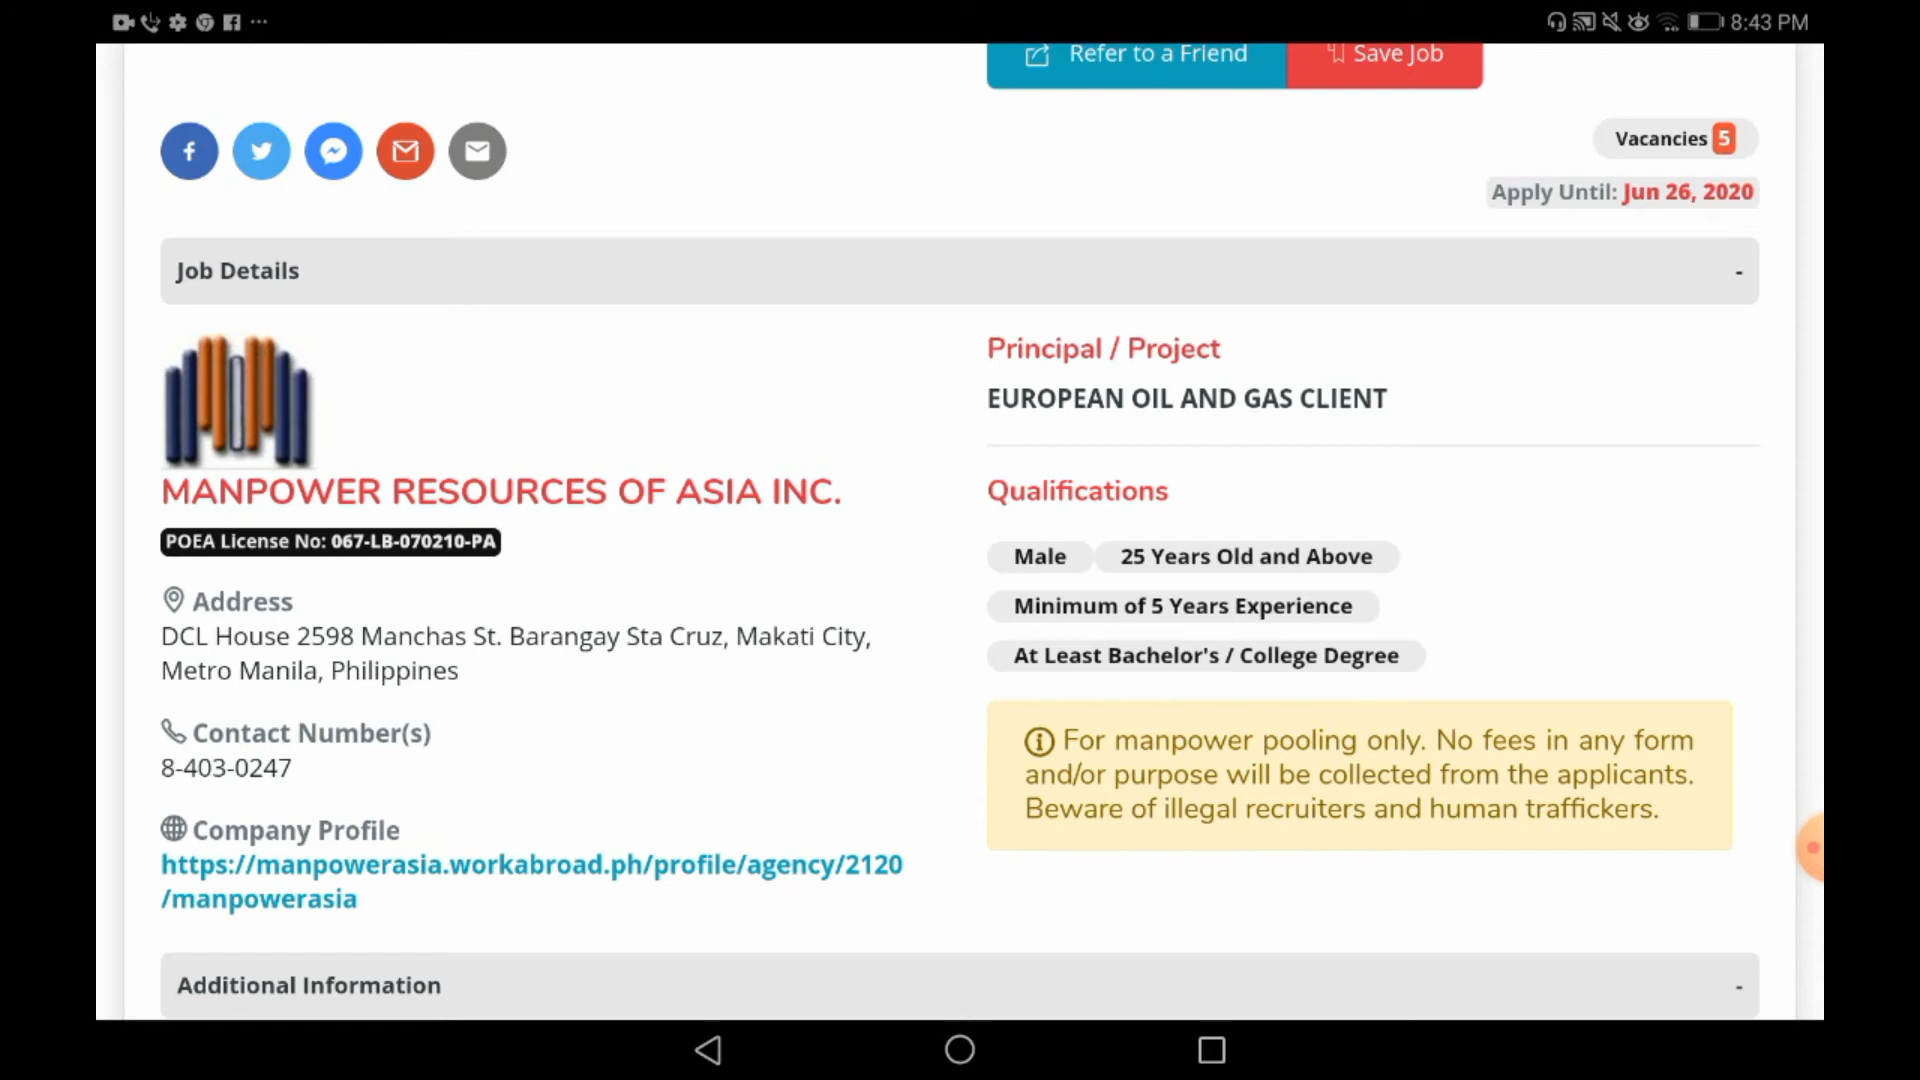 8:43 PM
Refer to a Friend
Save Job
Vacancies 5
Apply Until: Jun 26, 2020
Job Details
-
MANPOWER RESOURCES OF ASIA INC.
POEA License No: 067-LB-070210-PA
Address
DCL House 2598 Manchas St. Barangay Sta Cruz, Makati City,
Metro Manila, Philippines
Contact Number(s)
8-403-0247
Company Profile
https://manpowerasia.workabroad.ph/profile/agency/2120
/manpowerasia
Principal / Project
EUROPEAN OIL AND GAS CLIENT
Qualifications
Male
25 Years Old and Above
Minimum of 5 Years Experience
At Least Bachelor's / College Degree
For manpower pooling only. No fees in any form
and/or purpose will be collected from the applicants.
Beware of illegal recruiters and human traffickers.
Additional Information
-